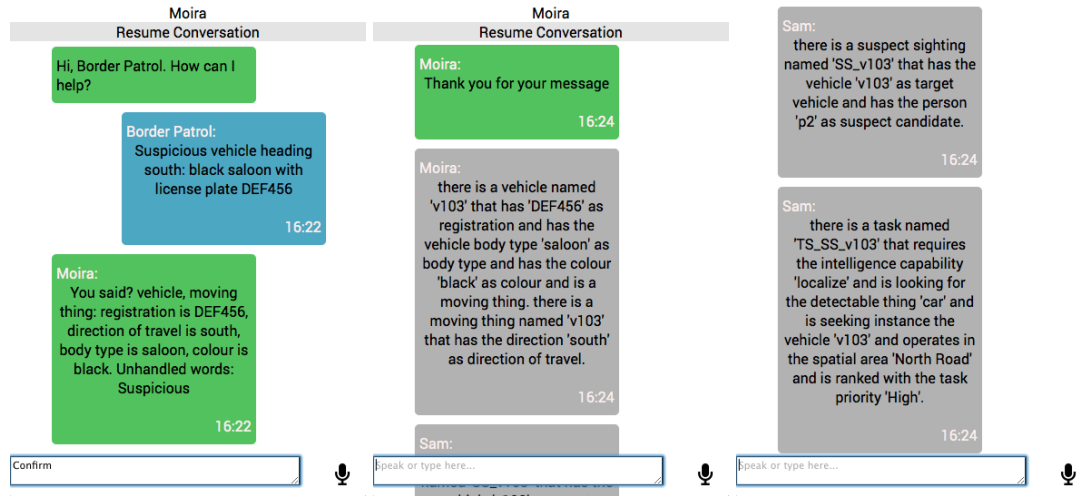 Moira
Resume Conversation
Hi, Border Patrol. How can I
help?
Border Patrol:
Suspicious vehicle heading
south: black saloon with
license plate DEF456
16:22
Moira:
You said? vehicle, moving
thing: registration is DEF456,
direction of travel is south,
body type is saloon, colour is
black. Unhandled words:
Suspicious
16:22
Confirm
Moira
Resume Conversation
Moira:
Thank you for your message
16:24
Moira:
there is a vehicle named
'v103' that has 'DEF456' as
registration and has the
vehicle body type 'saloon' as
body type and has the colour
'black' as colour and is a
moving thing. there is a
moving thing named 'v103'
that has the direction 'south'
as direction of travel.
16:24
Sam:
Speak or type here...
Sam:
there is a suspect sighting
named 'SS_v103' that has the
vehicle 'v103' as target
vehicle and has the person
'p2' as suspect candidate.
16:24
Sam:
there is a task named
'TS_SS_v103' that requires
the intelligence capability
'localize' and is looking for
the detectable thing 'car' and
is seeking instance the
vehicle 'v103' and operates in
the spatial area 'North Road'
and is ranked with the task
priority 'High'.
16:24
Speak or type here...